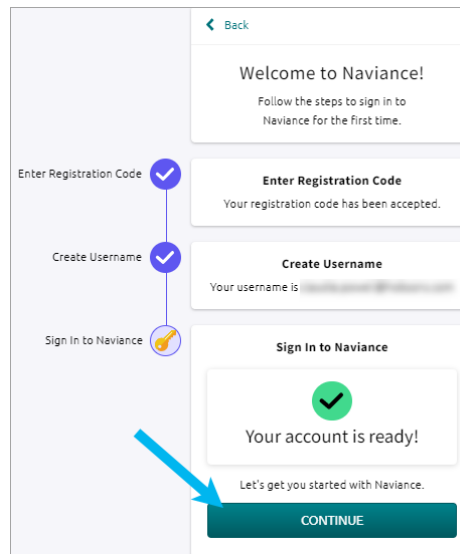 Back
Welcome to Naviance!
Follow the steps to sign in to
Naviance for the first time.
Enter Registration Code
Enter Registration Code
Your registration code has been accepted.
Create Username
Create Username
Your username is
Sign In to Naviance
Sign In to Naviance
Your account is ready!
Let's get you started with Naviance.
CONTINUE